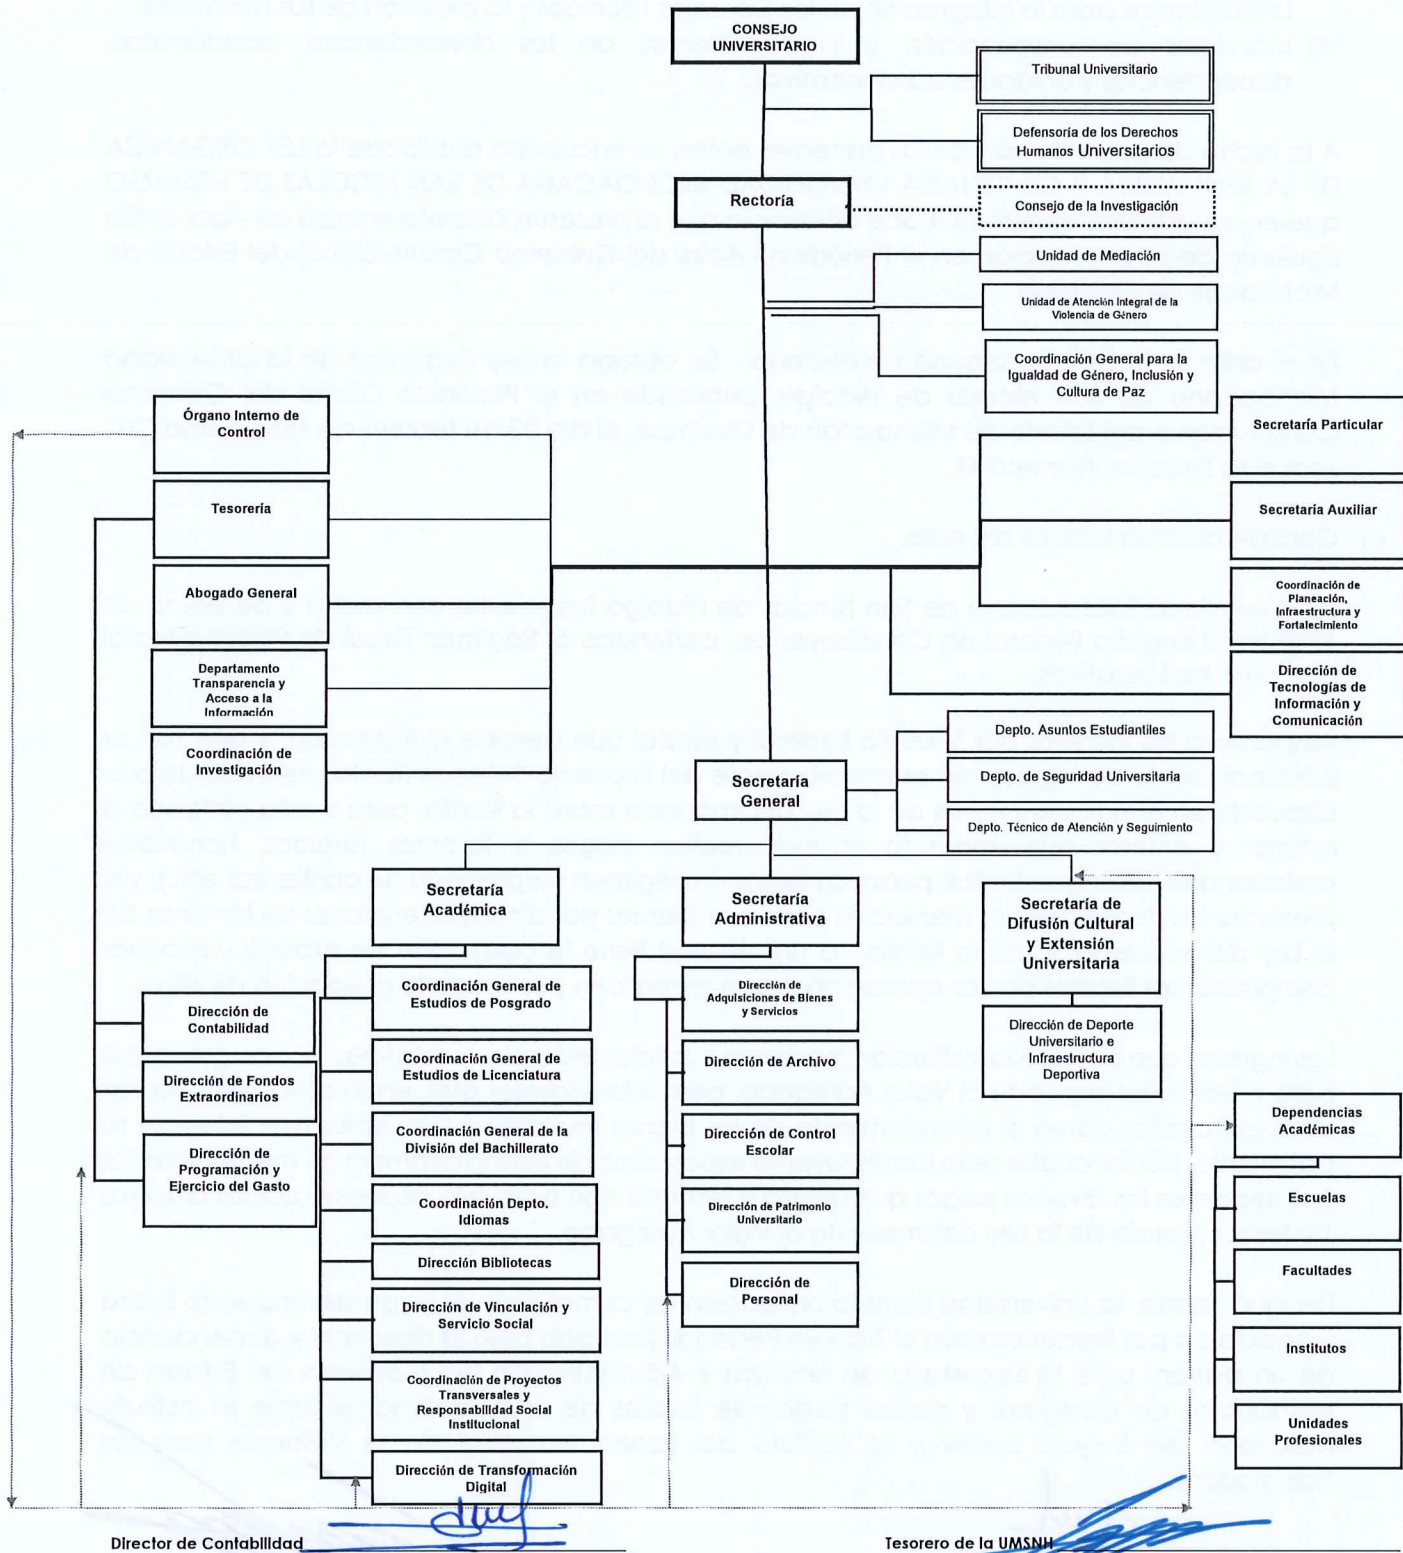 CONSEJO
UNIVERSITARIO
Tribunal Universitario
Defensoría de los Derechos
Humanos Universitarios
Rectoría
Consejo de la Investigación
Unidad de Mediación
Unidad de Atención Integral de la
Violencia de Género
Coordinación General para la
Igualdad de Género, Inclusión y
Cultura de Paz
Órgano Interno de
Control
Secretaría Particular
Tesorería
Secretaría Auxiliar
Abogado General
Coordinación de
Planeación,
Infraestructura y
Fortalecimiento
Departamento
Transparencia y
Acceso a la
Información
Dirección de
Tecnologías de
Información y
Comunicación
Coordinación de
Investigación
Depto. Asuntos Estudiantiles
Secretaría
General
Depto. de Seguridad Universitaria
Depto. Técnico de Atención y Seguimiento
Secretaría
Académica
Secretaría
Administrativa
Secretaría de
Difusión Cultural
y Extensión
Universitaria
Coordinación General de
Estudios de Posgrado
Dirección de
Adquisiciones de Bienes
y Servicios
Dirección de
Contabilidad
Dirección de Deporte
Universitario e
Infraestructura
Deportiva
Coordinación General de
Estudios de Licenciatura
Dirección de Archivo
Dirección de Fondos
Extraordinarios
Dependencias
Académicas
Coordinación General de la
División del Bachillerato
Dirección de Control
Escolar
Dirección de
Programación y
Ejercicio del Gasto
Escuelas
Coordinación Depto.
Idiomas
Dirección de Patrimonio
Universitario
Dirección Bibliotecas
Facultades
Dirección de Vinculación y
Servicio Social
Dirección de
Personal
Institutos
Coordinación de Proyectos
Transversales y
Responsabilidad Social
Institucional
Unidades
Profesionales
Dirección de Transformación
Digital
Director de Contabilidad
Tesorero de la UMSNH